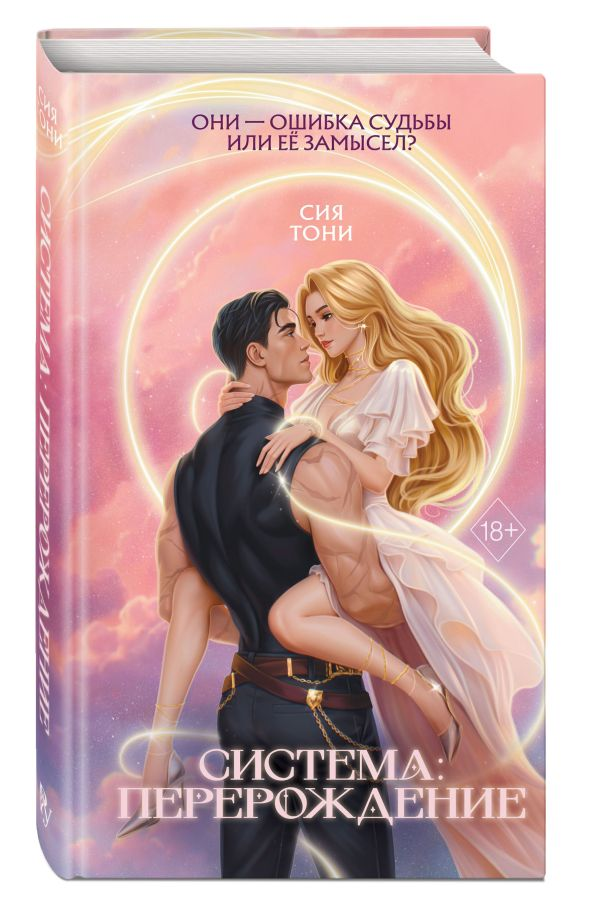 ОНИ — ОШИБКА СУДЬБЫ
ИЛИ ЕЁ ЗАМЫСЕЛ?
СИЯ
ТОНИ
18+
СИСТЕМА:
ПЕРЕРОЖДЕНИЕ
СИЯ
ТОНИ
СИСТЕМА: ПЕРЕРОЖДЕНИЕ